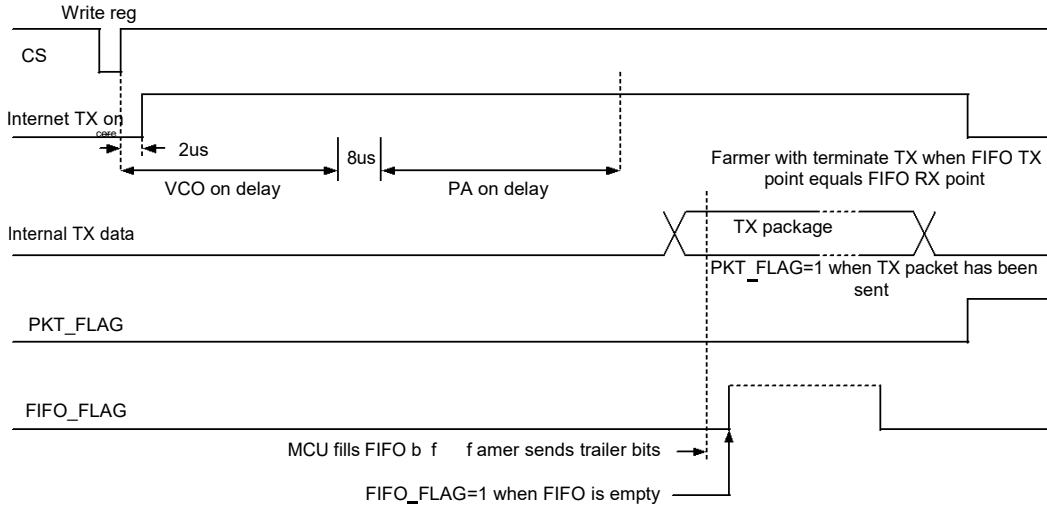 Write reg
CS
Internet TX on
core
2us
8us
VCO on delay
PA on delay
Farmer with terminate TX when FIFO TX
point equals FIFO RX point
Internal TX data
TX package
PKT_FLAG=1 when TX packet has been
sent
PKT_FLAG
FIFO_FLAG
MCU fills FIFO b f f amer sends trailer bits
FIFO_FLAG=1 when FIFO is empty